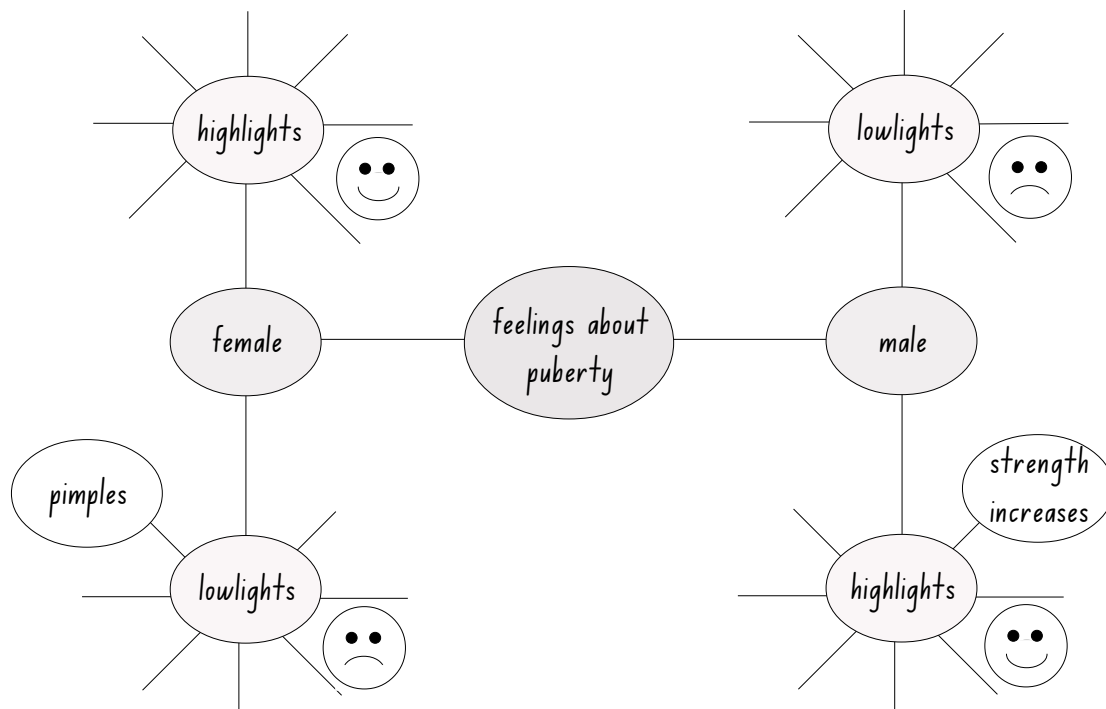 highlights
lowlights
feelings about
puberty
female
male
pimples
strength
increases
lowlights
highlights